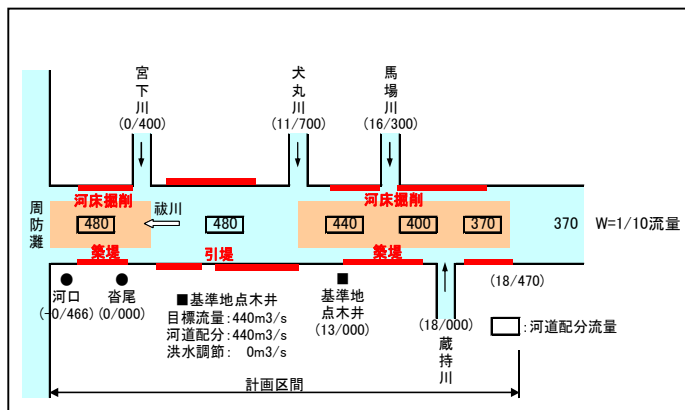 宮下川
(0/400)
犬丸川
(11/700)
馬場川
(16/300)
周防灘
河床掘削
河床掘削
480
祓川
480
440
400
370
370
W=1/10流量
築堤
引堤
築堤
河口
(-0/466)
沓尾
(0/000)
■基準地点木井
目標流量:440m3/s
河道配分:440m3/s
洪水調節: 0m3/s
基準地
点木井
(13/000)
(18/000)
蔵持川
(18/470)
:河道配分流量
計画区間